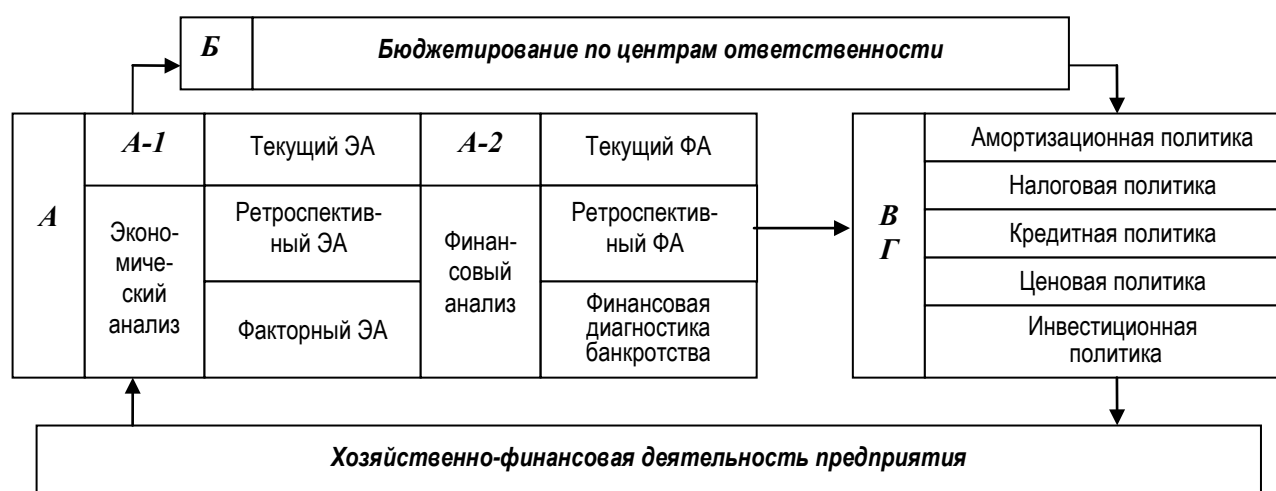 Б
Бюджетирование по центрам ответственности
А
А-1
Текущий ЭА
А-2
Текущий ФА
Эконо-
миче-
ский
анализ
Ретроспектив-
ный ЭА
Факторный ЭА
Финан-
совый
анализ
Ретроспектив-
ный ФА
Финансовая
диагностика
банкротства
В
Г
Амортизационная политика
Налоговая политика
Кредитная политика
Ценовая политика
Инвестиционная
политика
Хозяйственно-финансовая деятельность предприятия